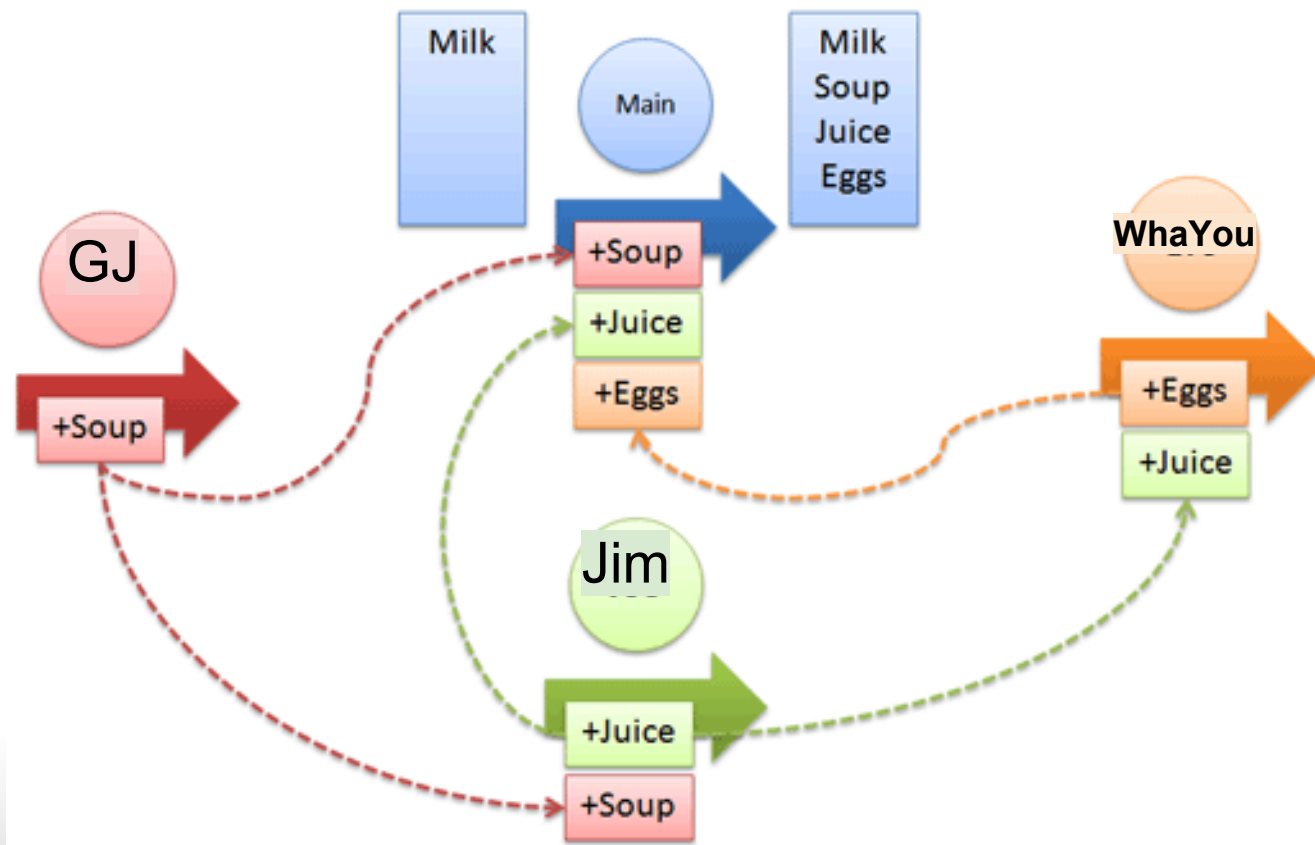 Milk
Main
Milk
Soup
Juice
Eggs
GJ
+Soup
+Soup
+Juice
+Eggs
WhaYou
+Eggs
+Juice
Jim
+Juice
+Soup